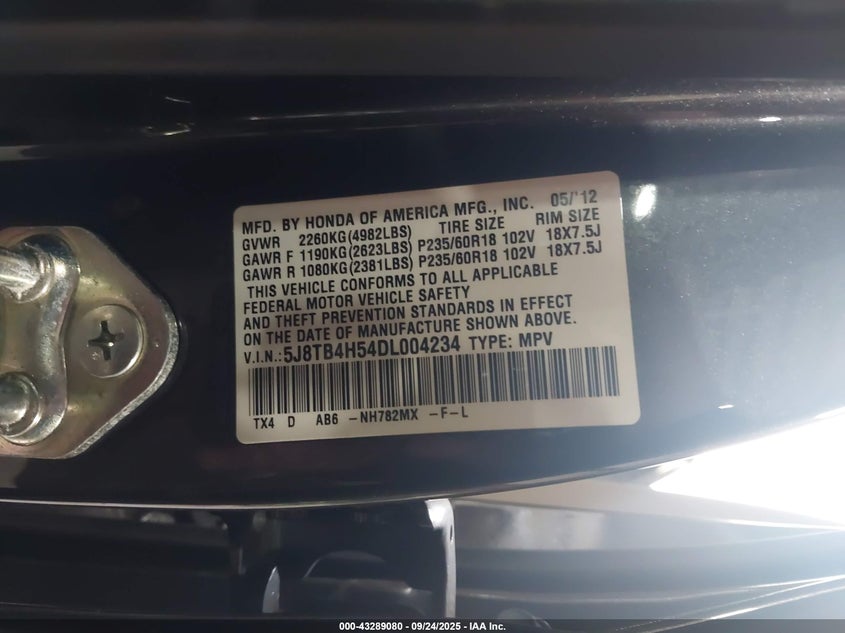 MFD. BY HONDA OF AMERICA MFG., INC. 05/'12
GVWR 2260KG(4982LBS) TIRE SIZE RIM SIZE
GAWR F 1190KG(2623LBS) P235/60R18 102V 18X7.5J
GAWR R 1080KG(2381LBS) P235/60R18 102V 18X7.5J
THIS VEHICLE CONFORMS TO ALL APPLICABLE
FEDERAL MOTOR VEHICLE SAFETY
AND THEFT PREVENTION STANDARDS IN EFFECT
ON THE DATE OF MANUFACTURE SHOWN ABOVE.
V.I.N.:5J8TB4H54DL004234 TYPE: MPV
TX4 D AB6 -NH782MX -F-L
000-43289080 - 09/24/2025 - IAA Inc.